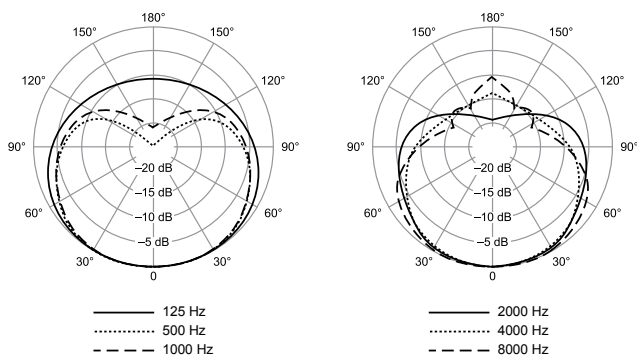 180°
150° 150°
120° 120°
90° 90°
60° 60°
30° 30°
0
–20 dB
–15 dB
–10 dB
–5 dB
125 Hz
500 Hz
1000 Hz
180°
150° 150°
120° 120°
90° 90°
60° 60°
30° 30°
0
–20 dB
–15 dB
–10 dB
–5 dB
2000 Hz
4000 Hz
8000 Hz